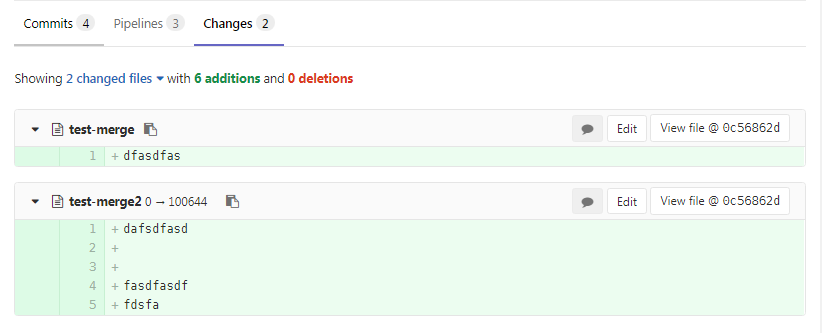 Commits 4 Pipelines 3 Changes 2
Showing 2 changed files with 6 additions and 0 deletions
test-merge Edit View file @ 0c56862d
1 + dfasdfas
test-merge2 0 → 100644 Edit View file @ 0c56862d
1 + dafsdfasd
2 +
3 +
4 + fasdfasdf
5 + fdsfa